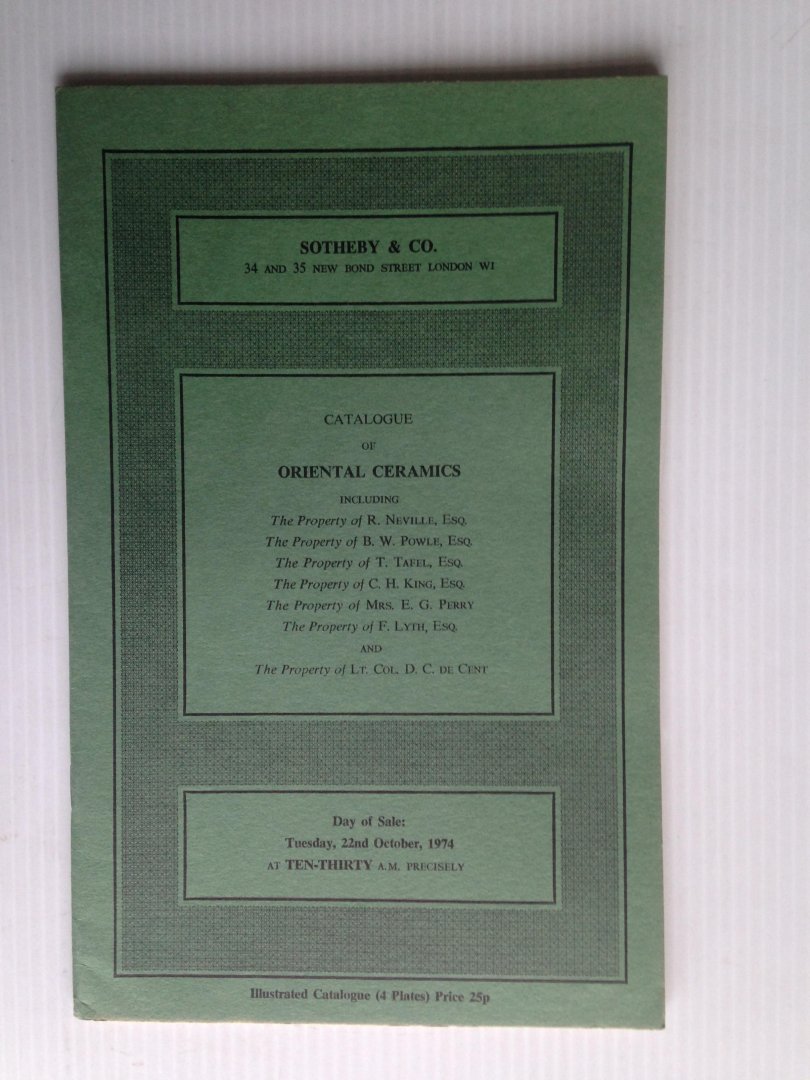 SOTHEBY & CO.
34 AND 35 NEW BOND STREET LONDON W1
CATALOGUE
OF
ORIENTAL CERAMICS
INCLUDING
The Property of R. NEVILLE, ESQ.
The Property of B. W. POWLE, ESQ.
The Property of T. TAFEL, ESQ.
The Property of C. H. KING, ESQ.
The Property of MRS. E. G. PERRY
The Property of F. LYTH, ESQ.
AND
The Property of LT. COL. D. C. DE CENT
Day of Sale:
Tuesday, 22nd October, 1974
AT TEN-THIRTY A.M. PRECISELY
Illustrated Catalogue (4 Plates) Price 25p